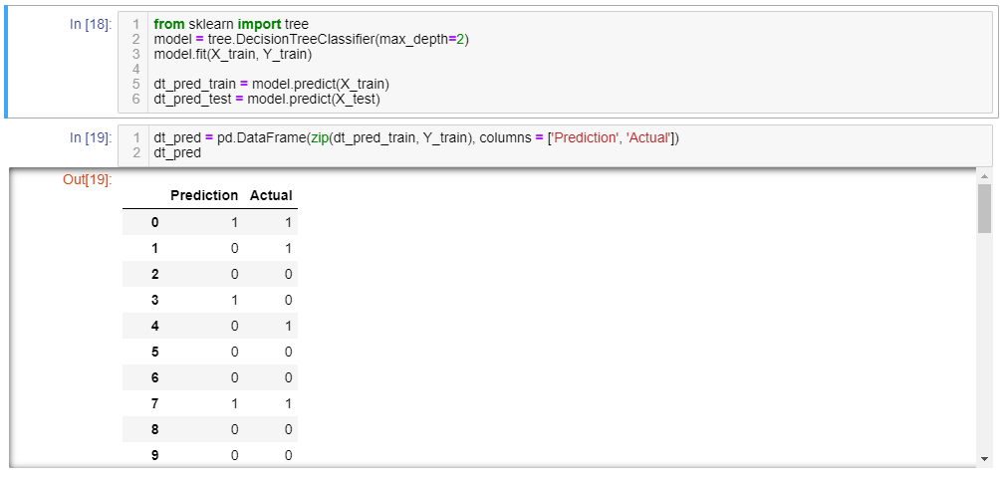 In [18]:
1 from sklearn import tree
2 model = tree.DecisionTreeClassifier(max_depth=2)
3 model.fit(X_train, Y_train)
4
5 dt_pred_train = model.predict(X_train)
6 dt_pred_test = model.predict(X_test)
In [19]:
1 dt_pred = pd.DataFrame(zip(dt_pred_train, Y_train), columns = ['Prediction', 'Actual'])
2 dt_pred
Out[19]:
Prediction Actual
0 1 1
1 0 1
2 0 0
3 1 0
4 0 1
5 0 0
6 0 0
7 1 1
8 0 0
9 0 0